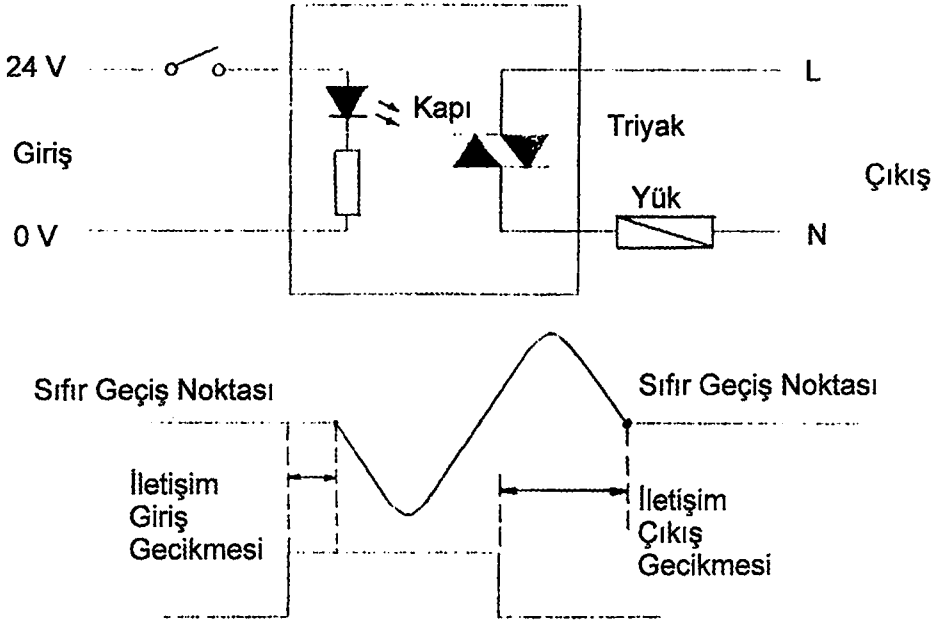 24 V
L
Kapı
Triyak
Giriş
Çıkış
Yük
0 V
N
Sıfır Geçiş Noktası
Sıfır Geçiş Noktası
İletişim
Giriş
Gecikmesi
İletişim
Çıkış
Gecikmesi